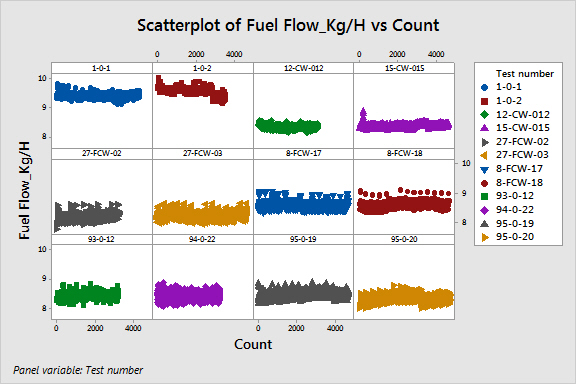 Scatterplot of Fuel Flow_Kg/H vs Count
0 2000 4000 0 2000 4000
1-0-1 1-0-2 12-CW-012 15-CW-015
10
9
8
27-FCW-02 27-FCW-03 8-FCW-17 8-FCW-18
10
9
8
93-0-12 94-0-22 95-0-19 95-0-20
10
9
8
0 2000 4000 0 2000 4000
Fuel Flow_Kg/H
Count
Test number
1-0-1
1-0-2
12-CW-012
15-CW-015
27-FCW-02
27-FCW-03
8-FCW-17
8-FCW-18
93-0-12
94-0-22
95-0-19
95-0-20
Panel variable: Test number